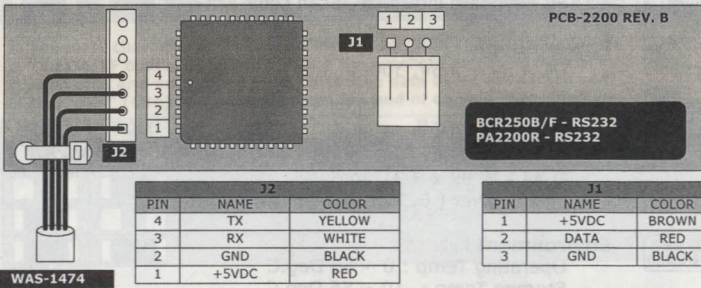 PCB-2200 REV. B
1 2 3
J1
4
3
2
1
J2
BCR250B/F - RS232
PA2200R - RS232
WAS-1474
J2
PIN NAME COLOR
4 TX YELLOW
3 RX WHITE
2 GND BLACK
1 +5VDC RED
J1
PIN NAME COLOR
1 +5VDC BROWN
2 DATA RED
3 GND BLACK